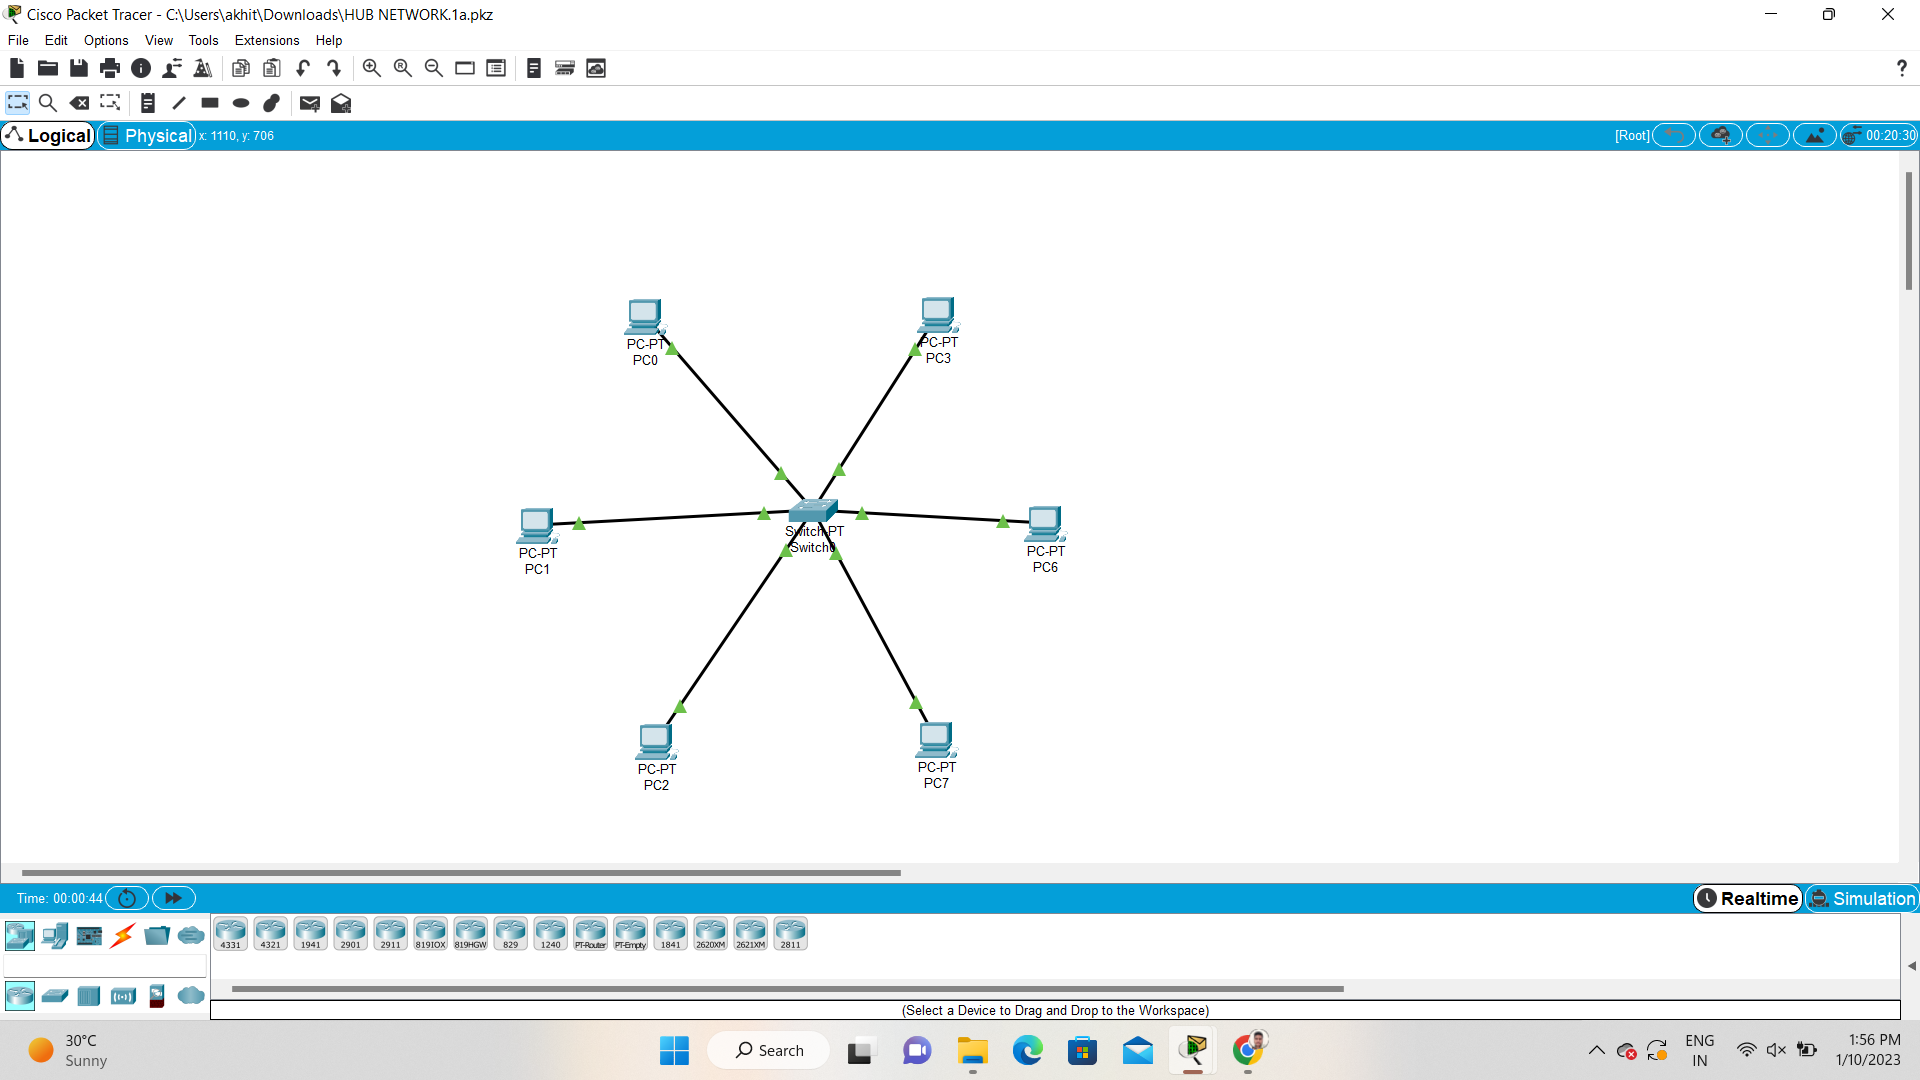 Cisco Packet Tracer - C:\Users\akhit\Downloads\HUB NETWORK.1a.pkz
File Edit Options View Tools Extensions Help
?
Logical Physical x: 1110, y: 706 [Root] 00:20:30
PC-PT
PC0
PC-PT
PC3
Switch-PT
Switch0
PC-PT
PC1
PC-PT
PC6
PC-PT
PC2
PC-PT
PC7
Time: 00:00:44 Realtime Simulation
4331 4321 1941 2901 2911 819IOX 819HGW 829 1240 PT-Router PT-Empty 1841 2620XM 2621XM 2811
(Select a Device to Drag and Drop to the Workspace)
30°C
Sunny
Search
ENG
IN
1:56 PM
1/10/2023